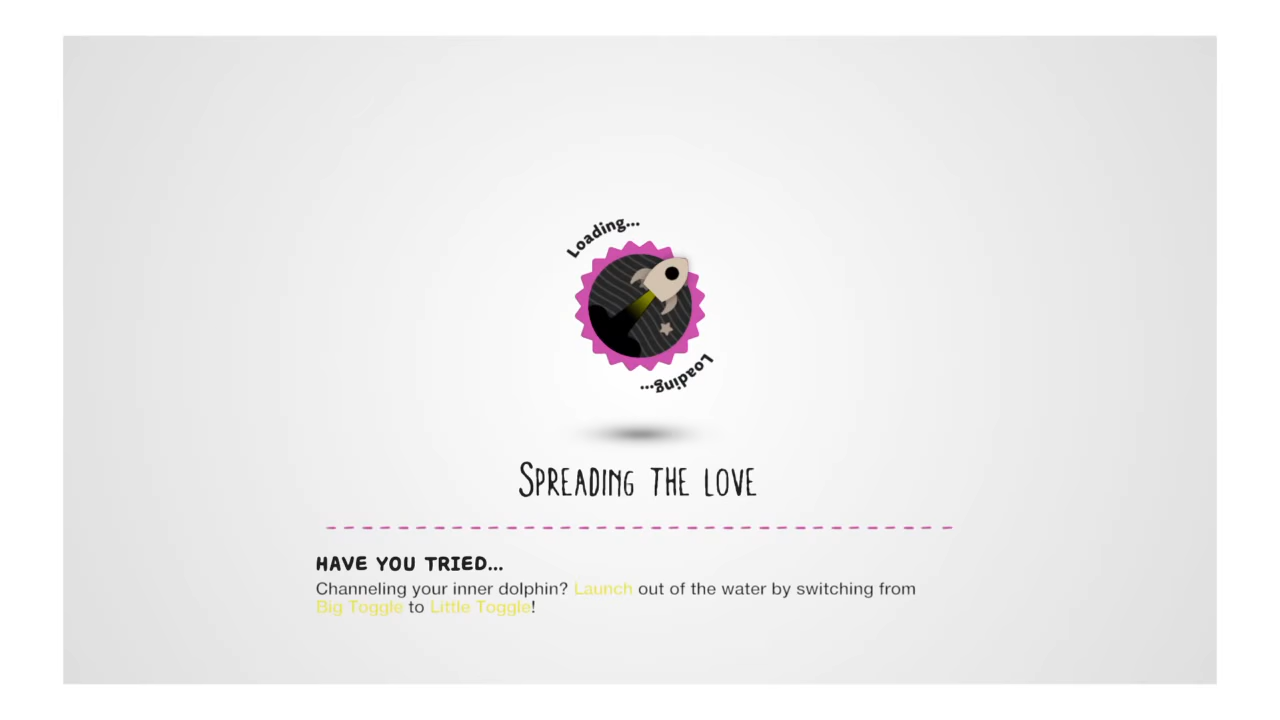 Loading...
Loading...
SPREADING THE LOVE
HAVE YOU TRIED...
Channeling your inner dolphin? Launch out of the water by switching from
Big Toggle to Little Toggle!